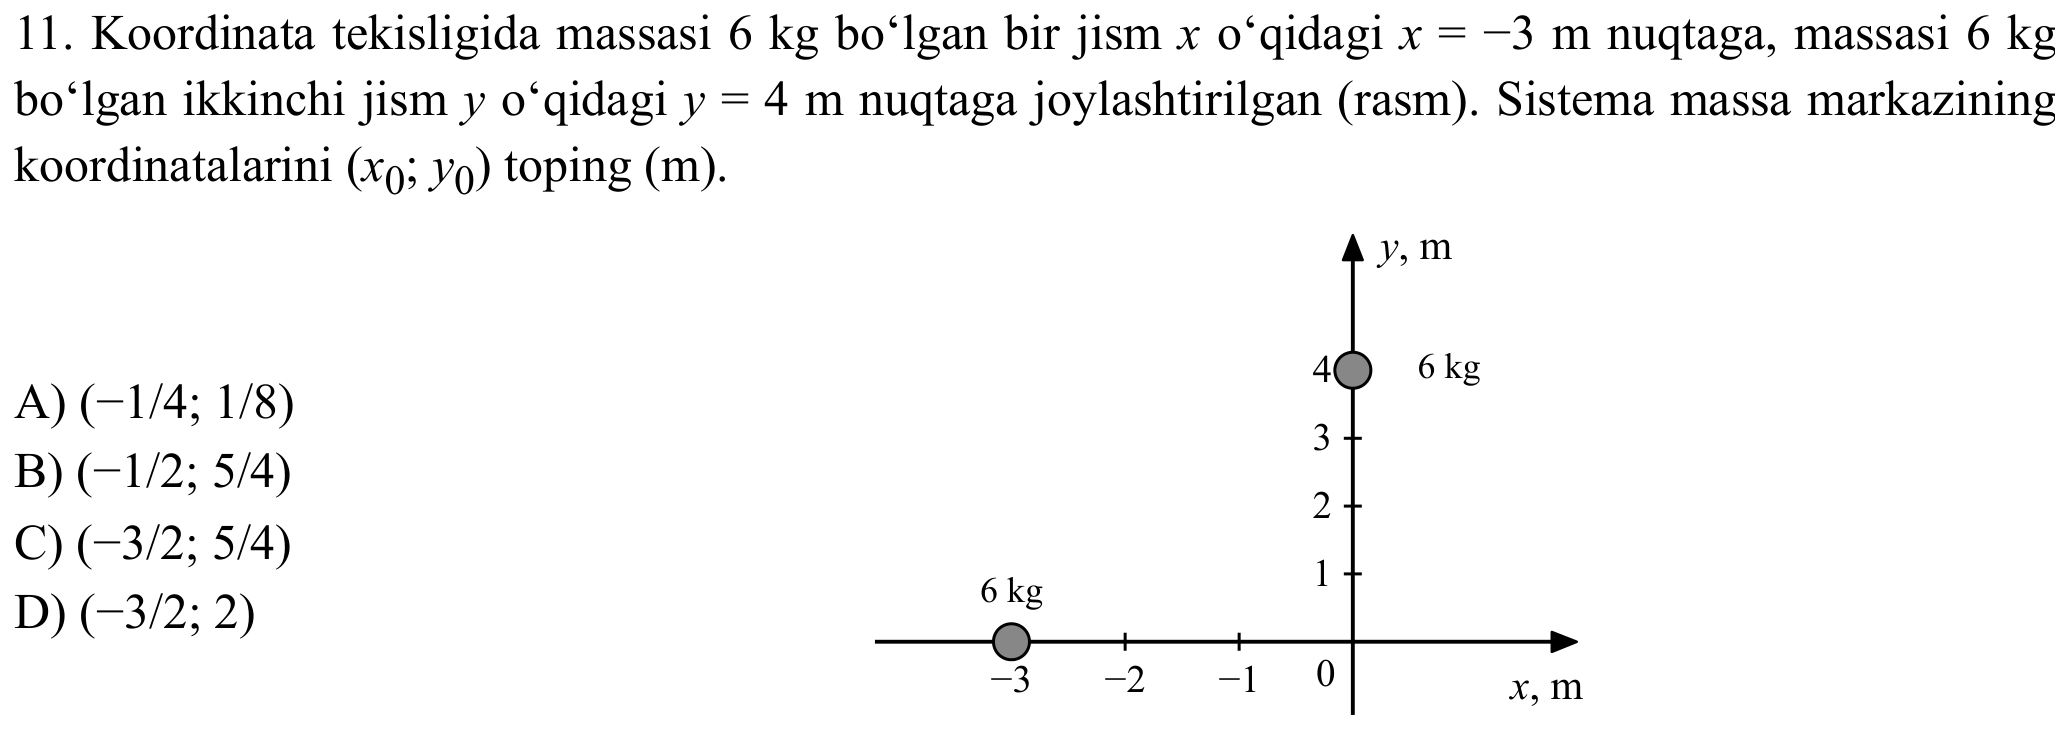 11. Koordinata tekisligida massasi 6 kg bo‘lgan bir jism x o‘qidagi x = −3 m nuqtaga, massasi 6 kg
bo‘lgan ikkinchi jism y o‘qidagi y = 4 m nuqtaga joylashtirilgan (rasm). Sistema massa markazining
koordinatalarini (x₀; y₀) toping (m).
A) (−1/4; 1/8)
B) (−1/2; 5/4)
C) (−3/2; 5/4)
D) (−3/2; 2)
y, m
4
6 kg
3
2
1
6 kg
−3
−2
−1
0
x, m